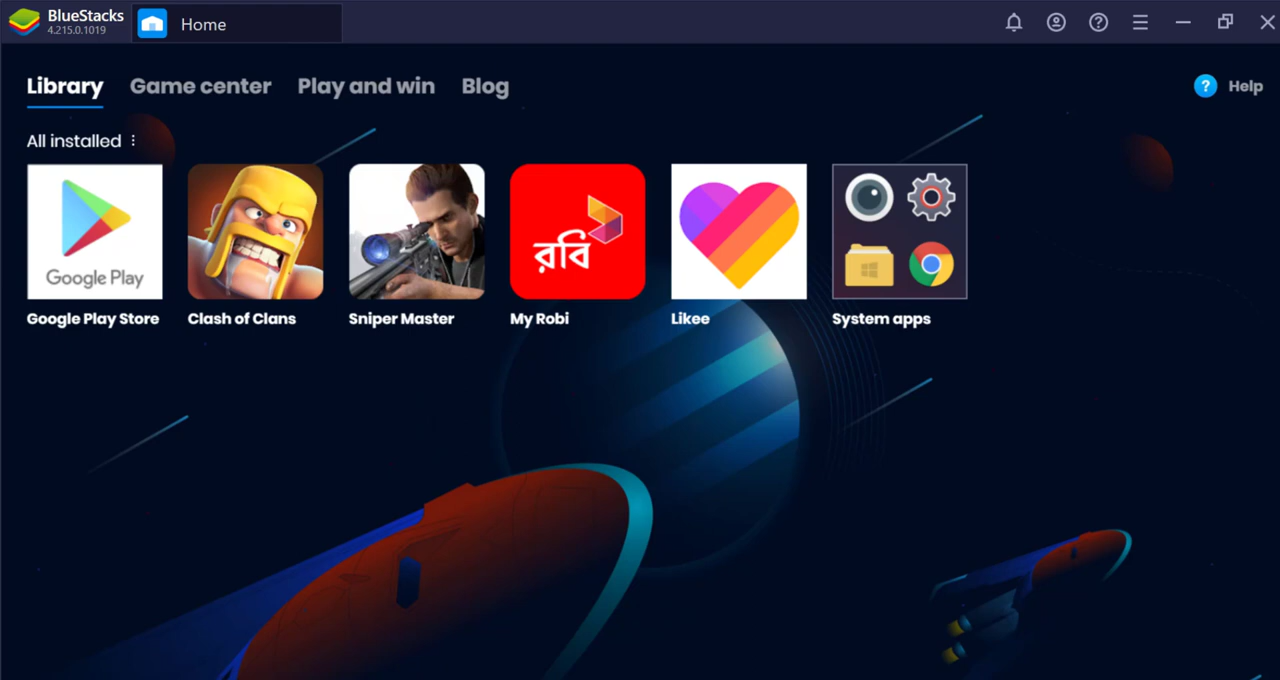 BlueStacks
4.215.0.1019
Home
Library Game center Play and win Blog
? Help
All installed
Google Play
রবি
Google Play Store Clash of Clans Sniper Master My Robi Likee System apps